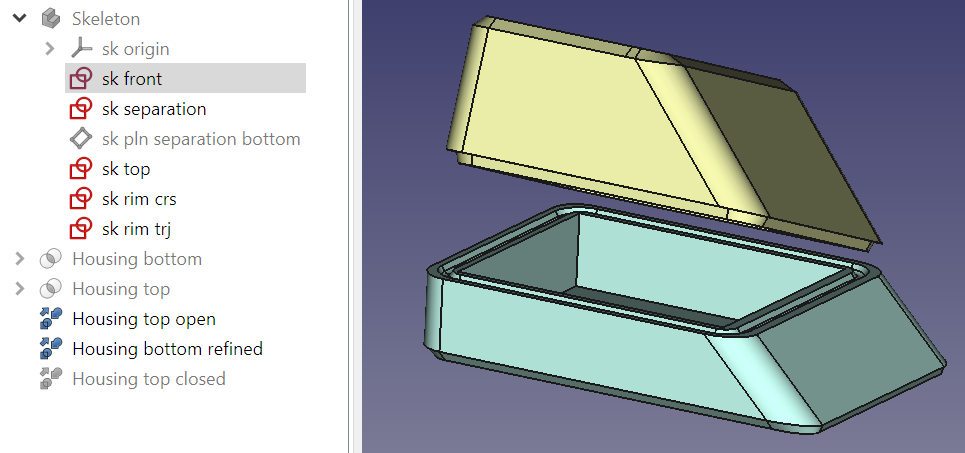 Skeleton
sk origin
sk front
sk separation
sk pln separation bottom
sk top
sk rim crs
sk rim trj
Housing bottom
Housing top
Housing top open
Housing bottom refined
Housing top closed